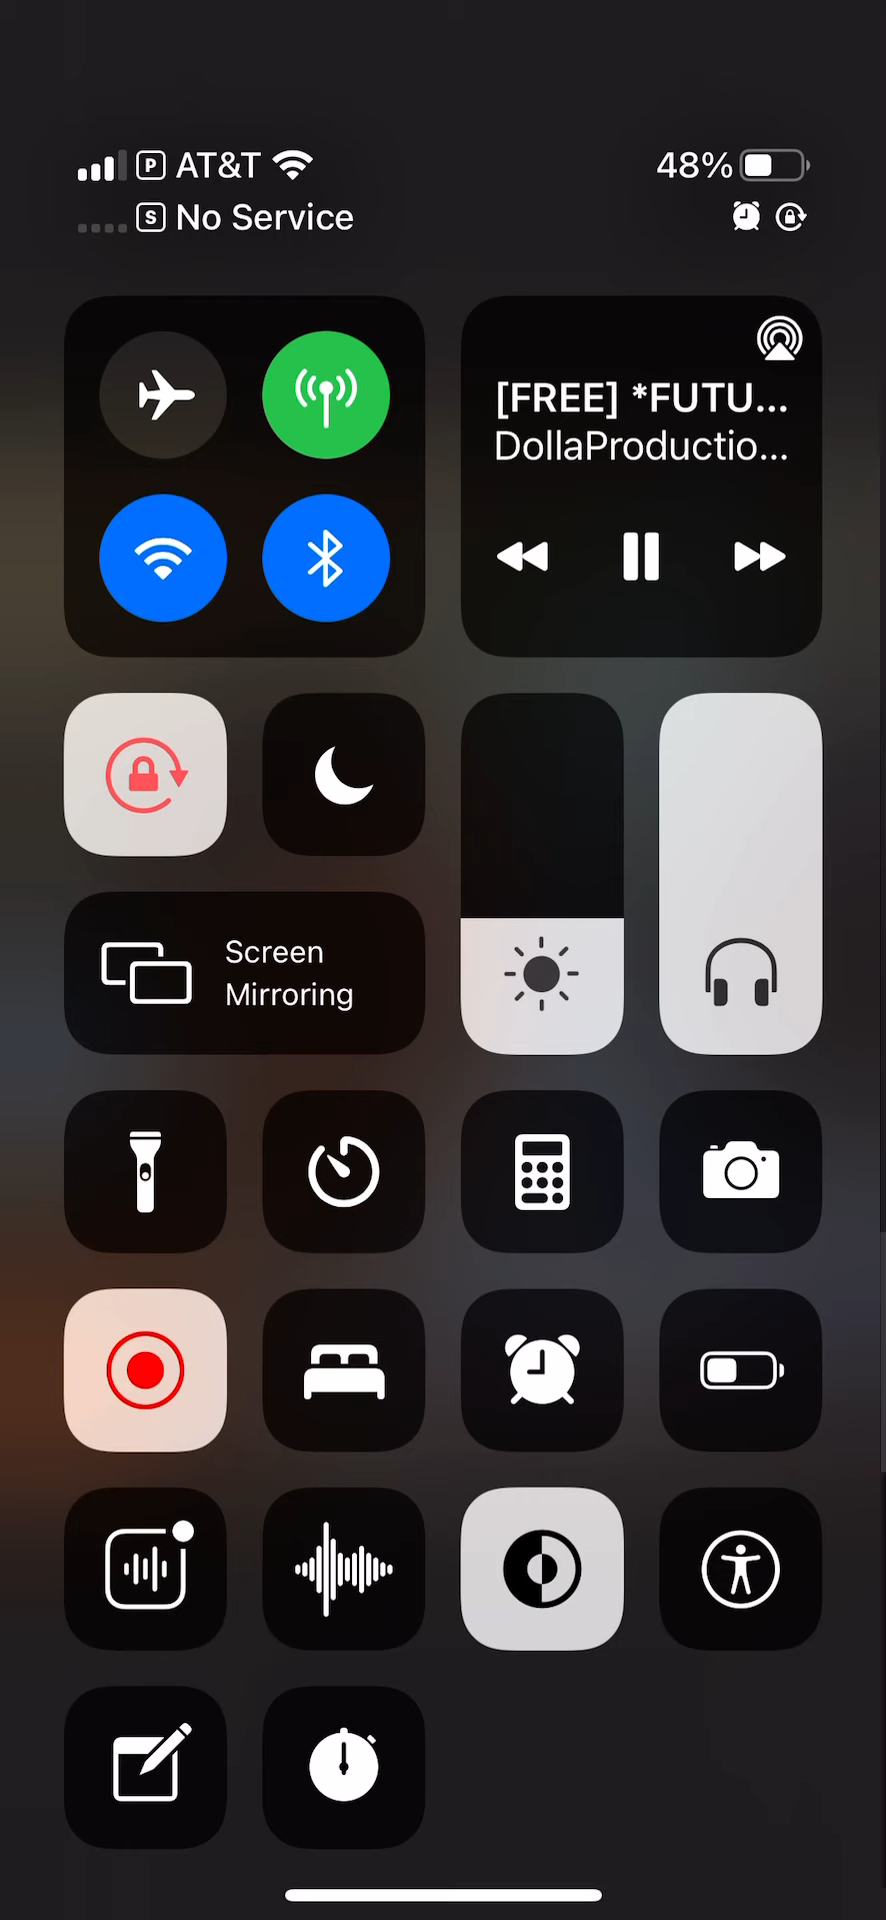 P AT&T
48%
S No Service
[FREE] *FUTU...
DollaProductio...
Screen
Mirroring